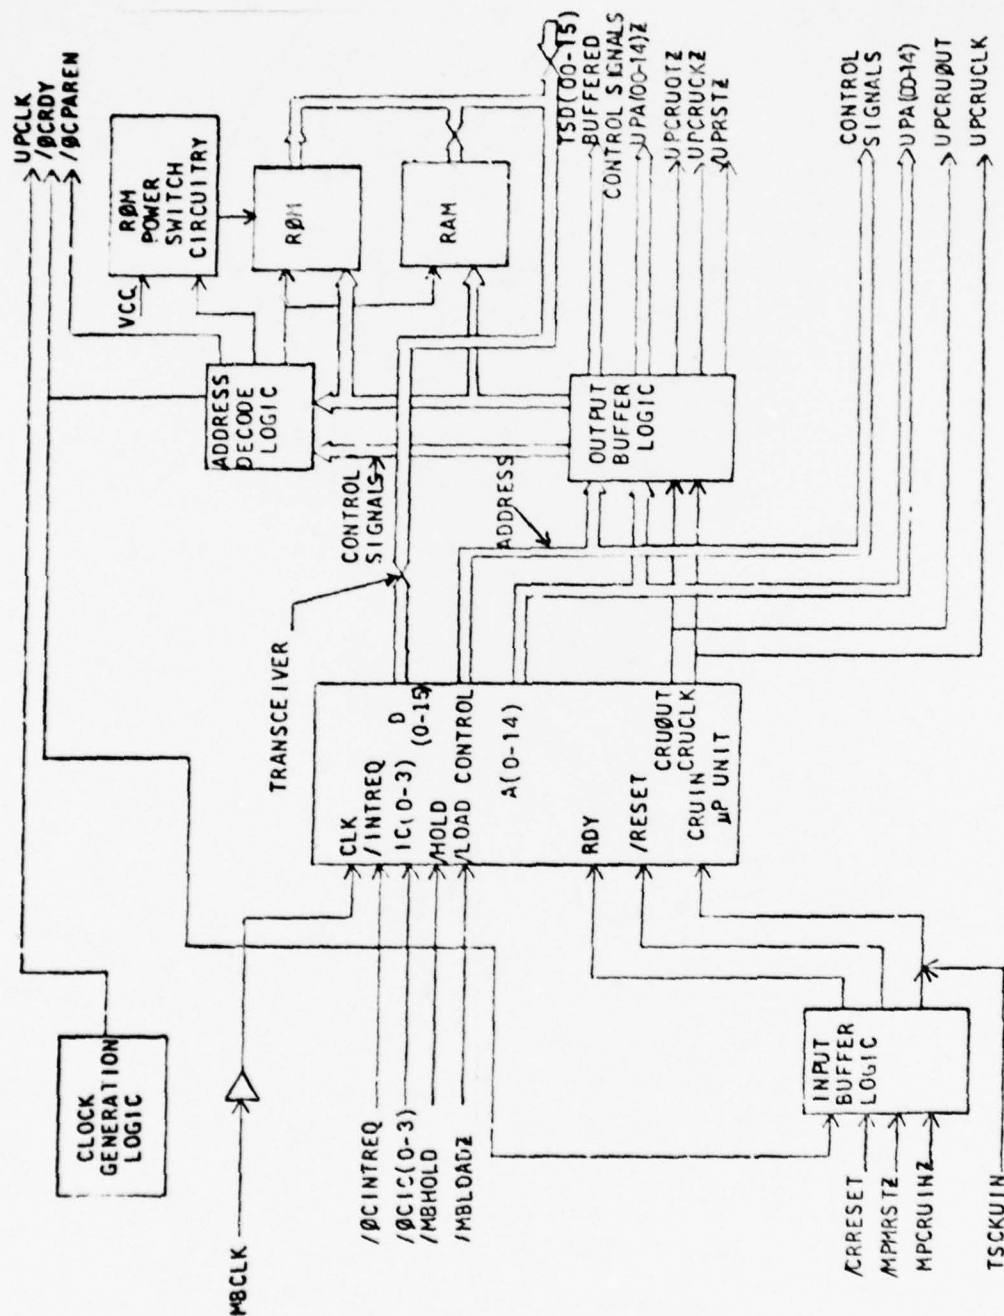 UPCLK
/ØCRDY
/ØCPAREN
RØM
POWER
SWITCH
CIRCUITRY
VCC
RØM
RAM
ADDRESS
DECODE
LOGIC
TSD(00-15)
BUFFERED
CONTROL SIGNALS
UPA(00-14)Z
UPCRUOTZ
UPCRUCKZ
/UPRSTZ
OUTPUT
BUFFER
LOGIC
CONTROL
SIGNALS
ADDRESS
TRANSCEIVER
CONTROL
SIGNALS
UPA(00-14)
UPCRUØUT
UPCRUCLK
CLK
/INTREQ
IC(0-3)
/HOLD
/LOAD CONTROL
D
(0-15)
A(0-14)
RDY
/RESET
CRUIN
CRUØUT
CRUCLK
µP UNIT
CLOCK
GENERATION
LOGIC
MBCLK
/ØCINTREQ
/ØCIC(0-3)
/MBHOLD
/MBLOADZ
INPUT
BUFFER
LOGIC
/CRRESET
/MPMRSTZ
MPCRUINZ
TSCKUIN